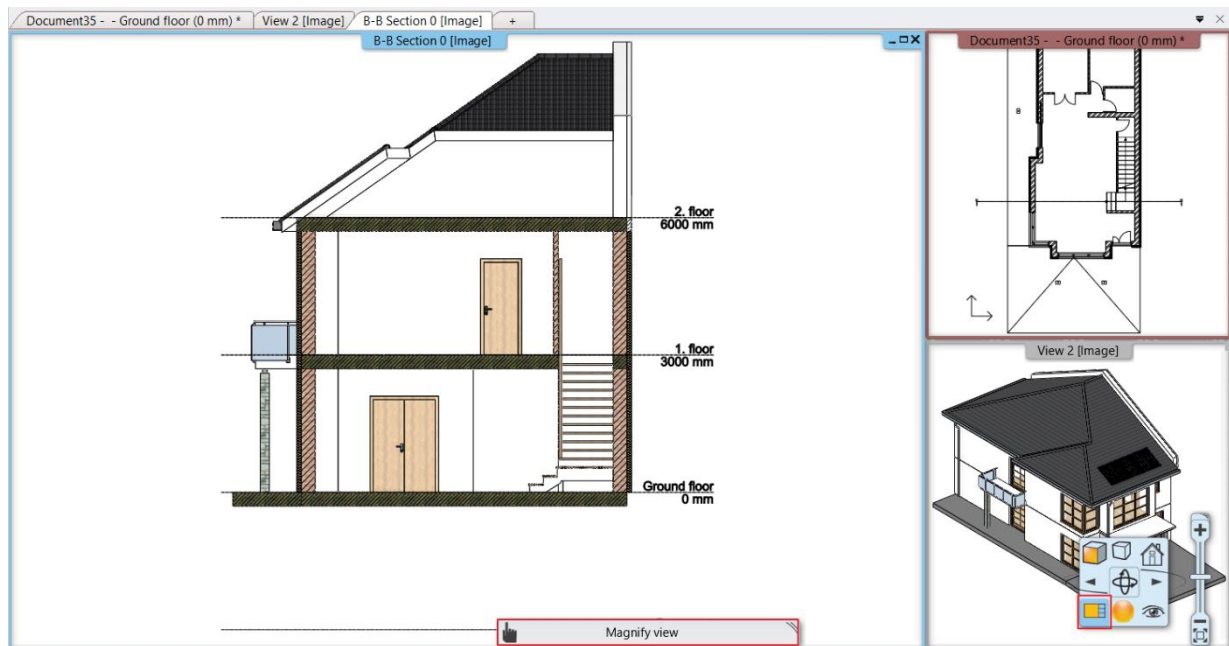 Document35 - - Ground floor (0 mm) *
View 2 [Image]
B-B Section 0 [Image]
+
B-B Section 0 [Image]
Document35 - - Ground floor (0 mm) *
2. floor
6000 mm
1. floor
3000 mm
Ground floor
0 mm
View 2 [Image]
Magnify view